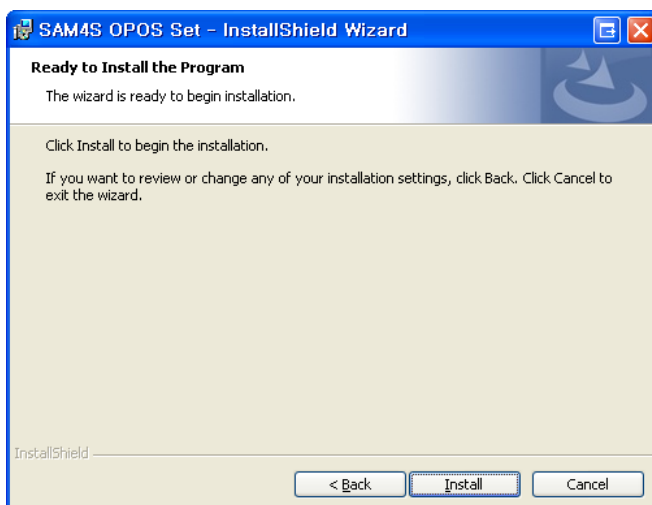 SAM4S OPOS Set - InstallShield Wizard
Ready to Install the Program
The wizard is ready to begin installation.
Click Install to begin the installation.
If you want to review or change any of your installation settings, click Back. Click Cancel to
exit the wizard.
InstallShield
< Back
Install
Cancel